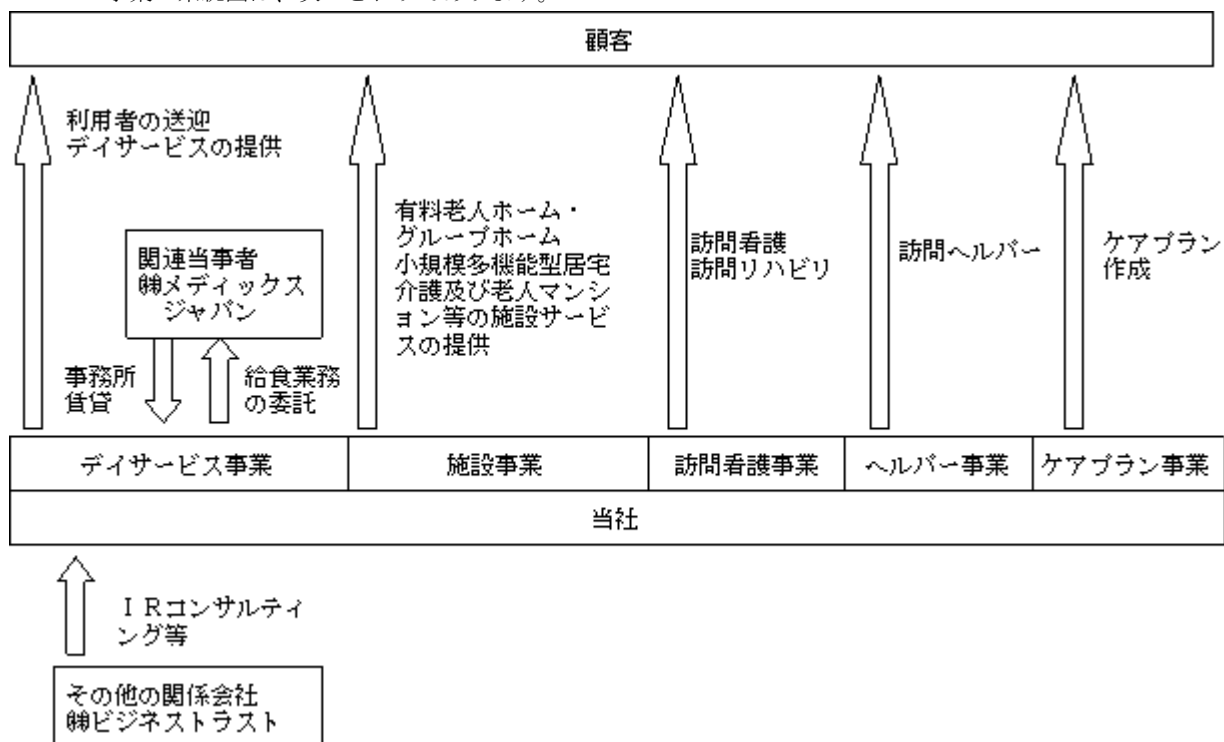 顧客
利用者の送迎
デイサービスの提供
関連当事者
㈱メディックス
ジャパン
事務所
賃貸
給食業務
の委託
有料老人ホーム・
グループホーム
小規模多機能型居宅
介護及び老人マンシ
ョン等の施設サービ
スの提供
訪問看護
訪問リハビリ
訪問ヘルパー
ケアプラン
作成
デイサービス事業
施設事業
訪問看護事業
ヘルパー事業
ケアプラン事業
当社
ＩＲコンサルティ
ング等
その他の関係会社
㈱ビジネストラスト